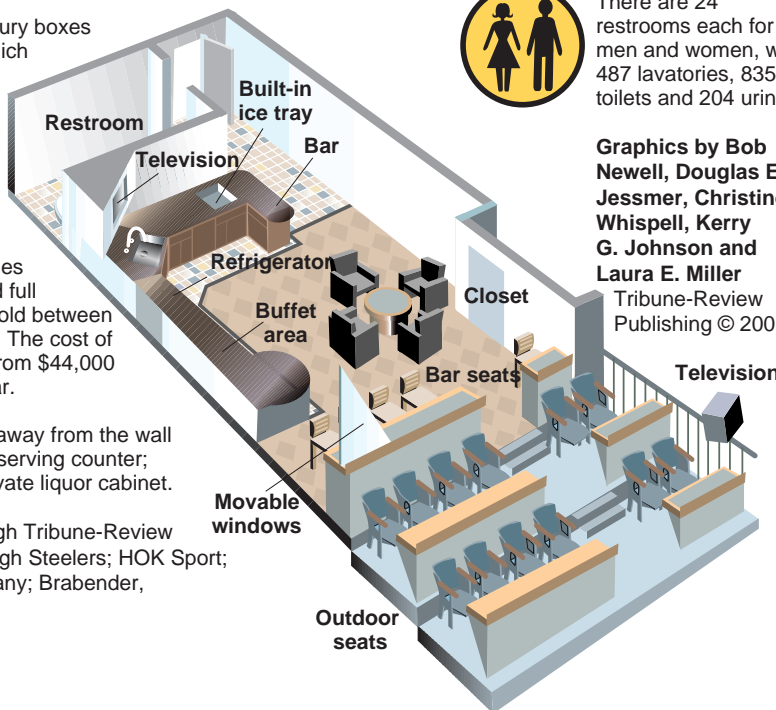 ury boxes
ich
es
d full
old between
The cost of
rom $44,000
ar.
away from the wall
serving counter;
vate liquor cabinet.
gh Tribune-Review
gh Steelers; HOK Sport;
any; Brabender,
Restroom
Built-in
ice tray
Television
Bar
Refrigerator
Buffet
area
Closet
Bar seats
Movable
windows
Outdoor
seats
Television
There are 24
restrooms each for
men and women, w
487 lavatories, 835
toilets and 204 urin
Graphics by Bob
Newell, Douglas E
Jessmer, Christin
Whispell, Kerry
G. Johnson and
Laura E. Miller
Tribune-Review
Publishing © 200